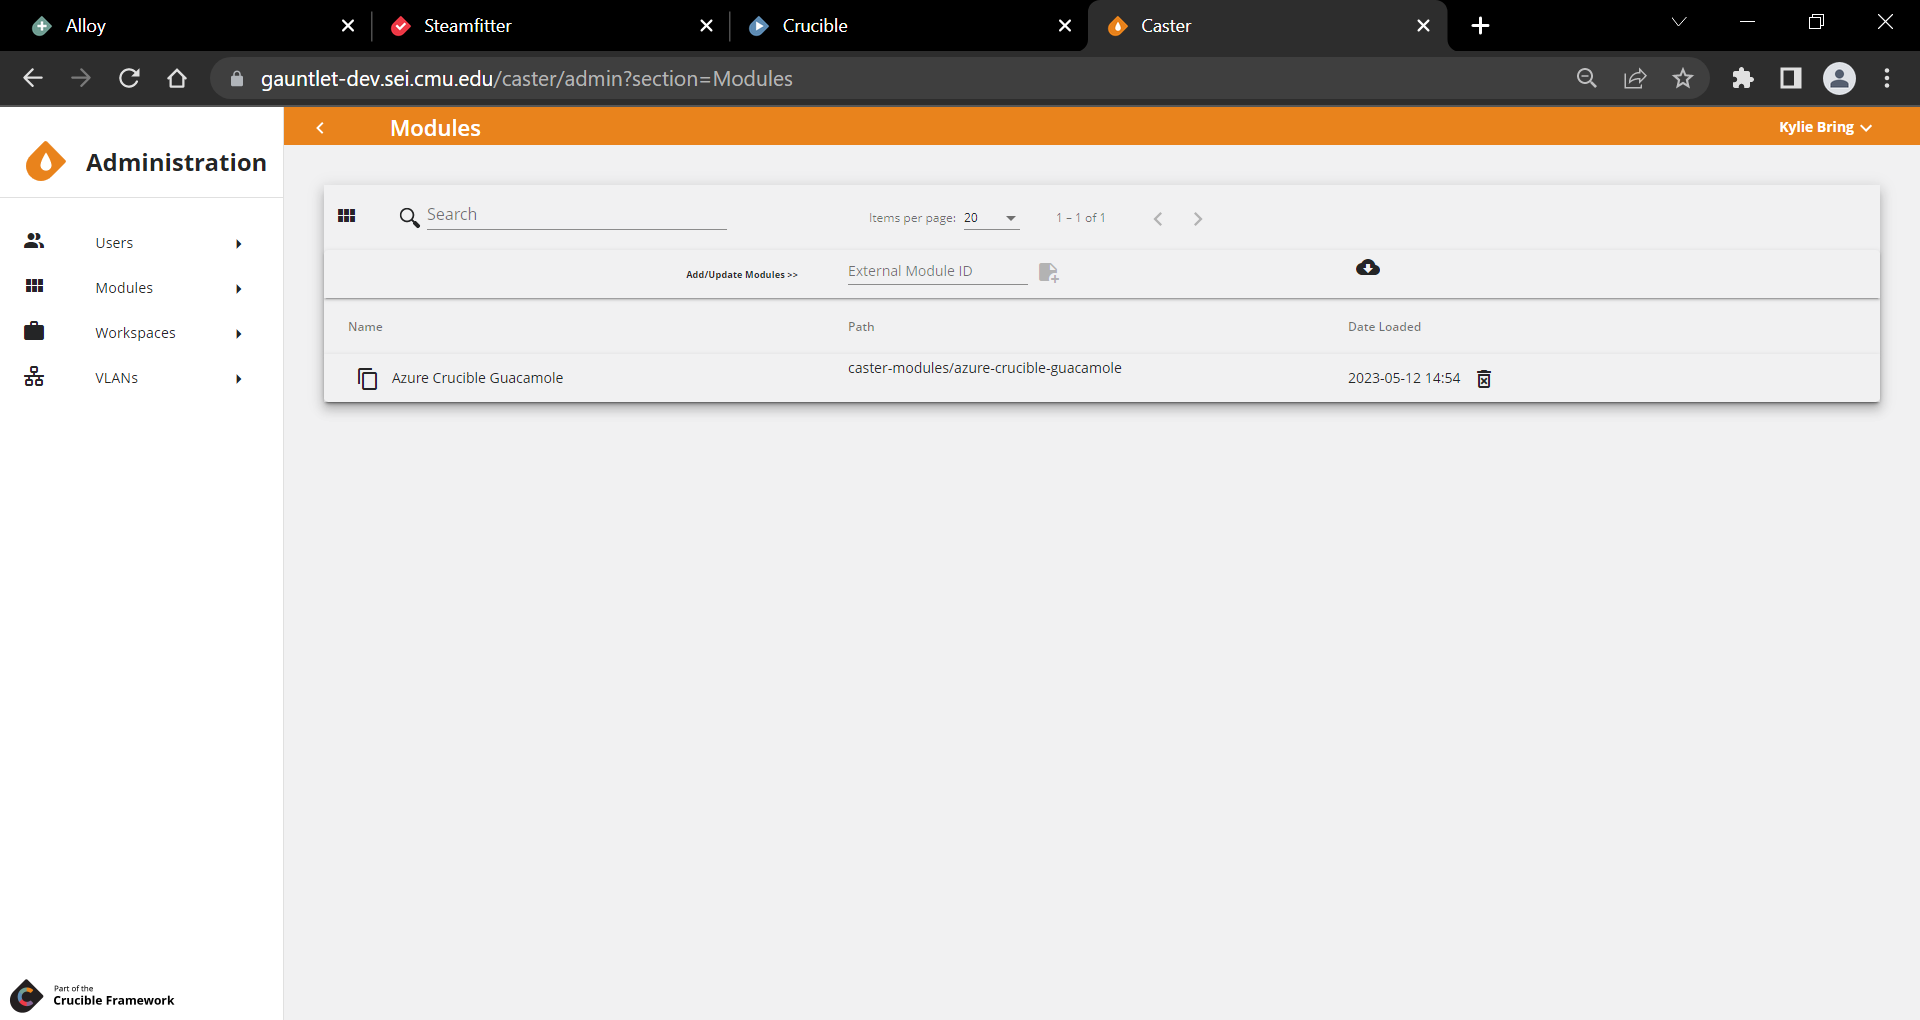 Alloy
Steamfitter
Crucible
Caster
gauntlet-dev.sei.cmu.edu/caster/admin?section=Modules
Administration
Modules
Kylie Bring
Users
Modules
Workspaces
VLANs
Search
Items per page: 20
1 – 1 of 1
Add/Update Modules >>
External Module ID
Name
Path
Date Loaded
Azure Crucible Guacamole
caster-modules/azure-crucible-guacamole
2023-05-12 14:54
Part of the
Crucible Framework